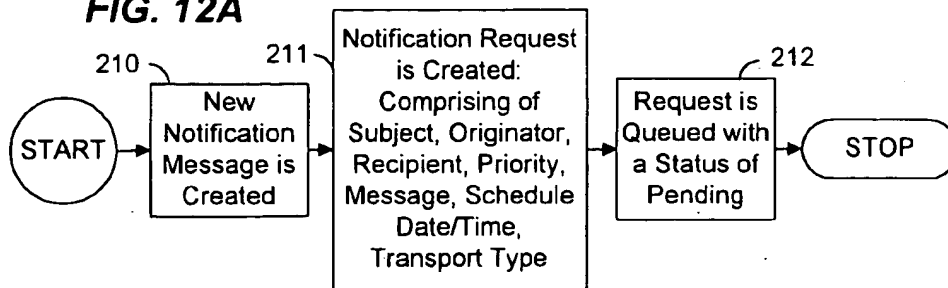 FIG. 12A
START
210
New
Notification
Message is
Created
211
Notification Request
is Created:
Comprising of
Subject, Originator,
Recipient, Priority,
Message, Schedule
Date/Time,
Transport Type
212
Request is
Queued with
a Status of
Pending
STOP